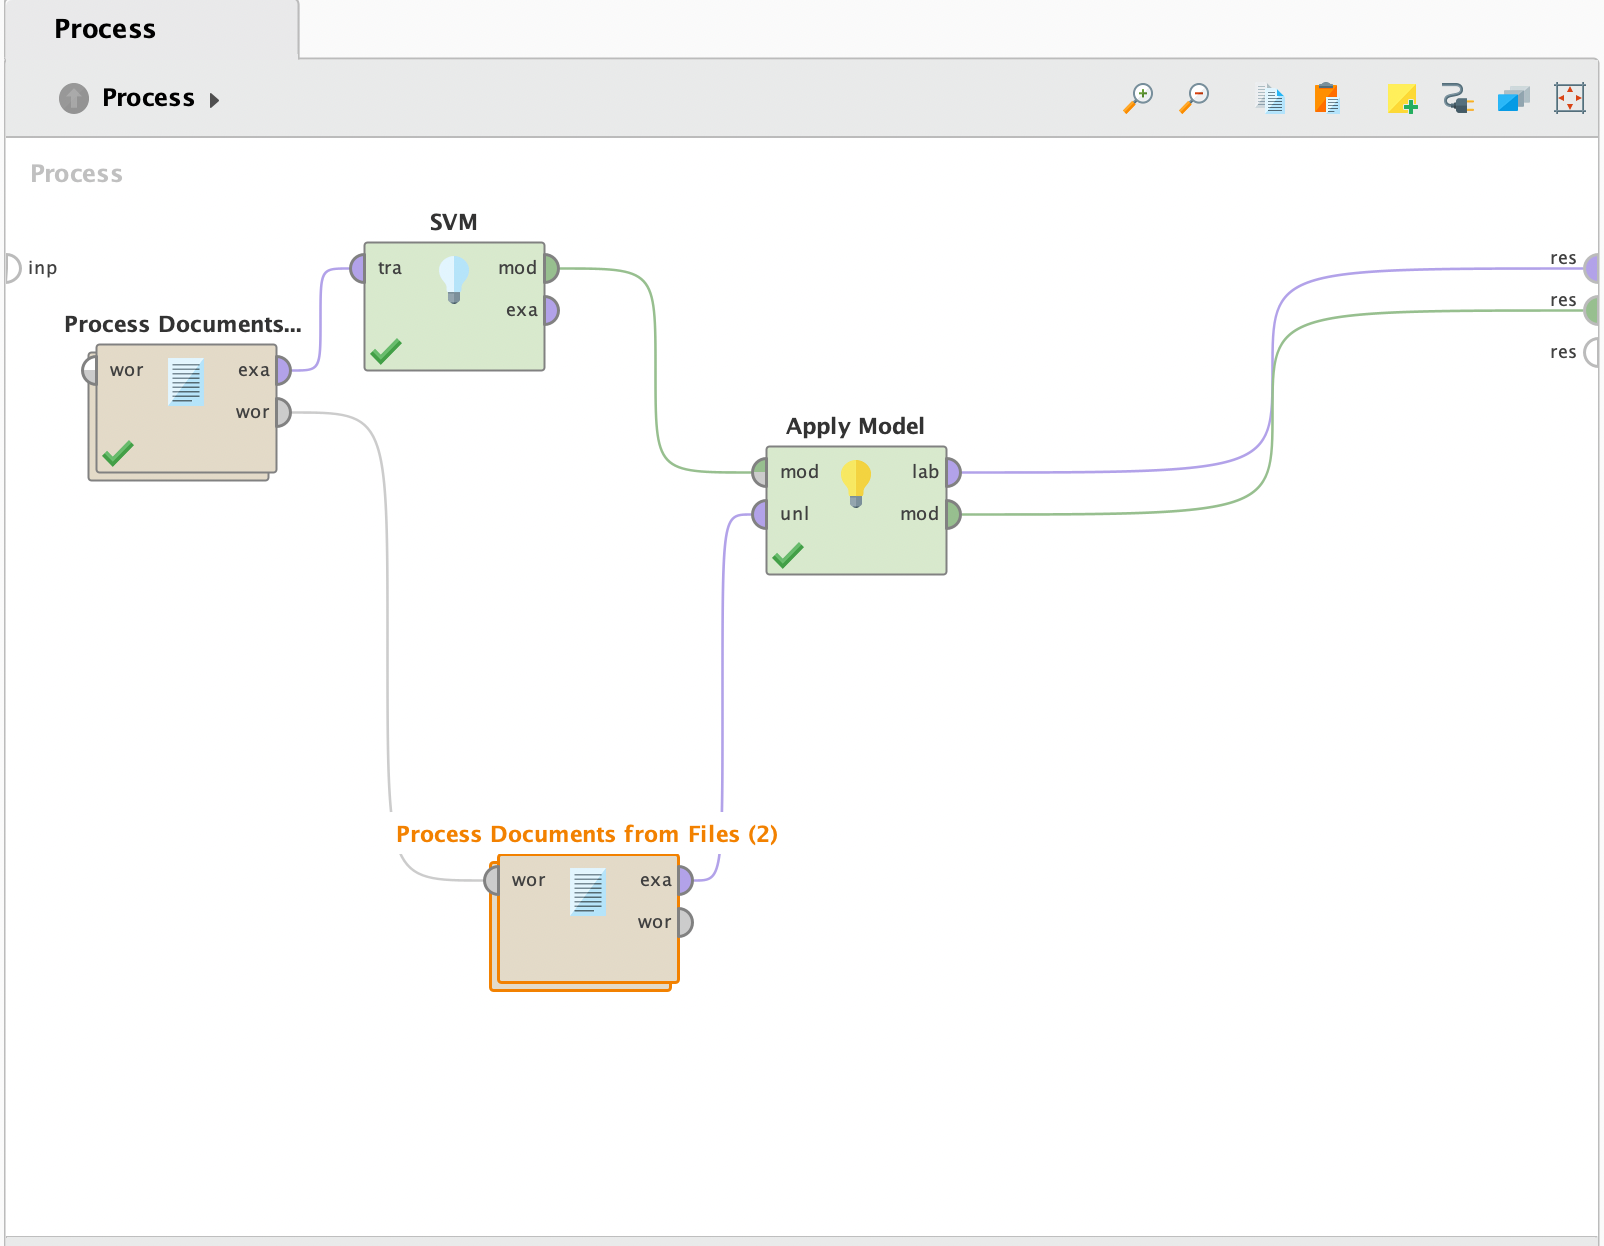 Process
Process
Process
SVM
inp
tra
mod
exa
res
res
res
Process Documents...
wor
exa
wor
Apply Model
mod
lab
unl
mod
Process Documents from Files (2)
wor
exa
wor